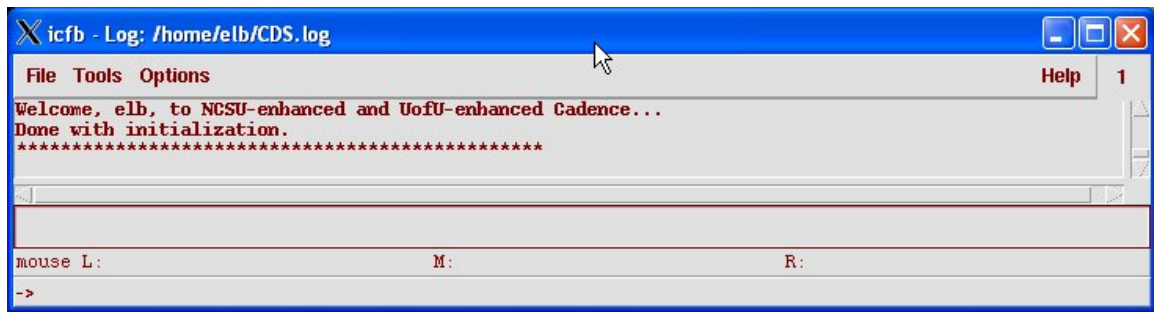 icfb - Log: /home/elb/CDS.log
File Tools Options Help 1
Welcome, elb, to NCSU-enhanced and UofU-enhanced Cadence...
Done with initialization.
*************************************************
mouse L: M: R:
->